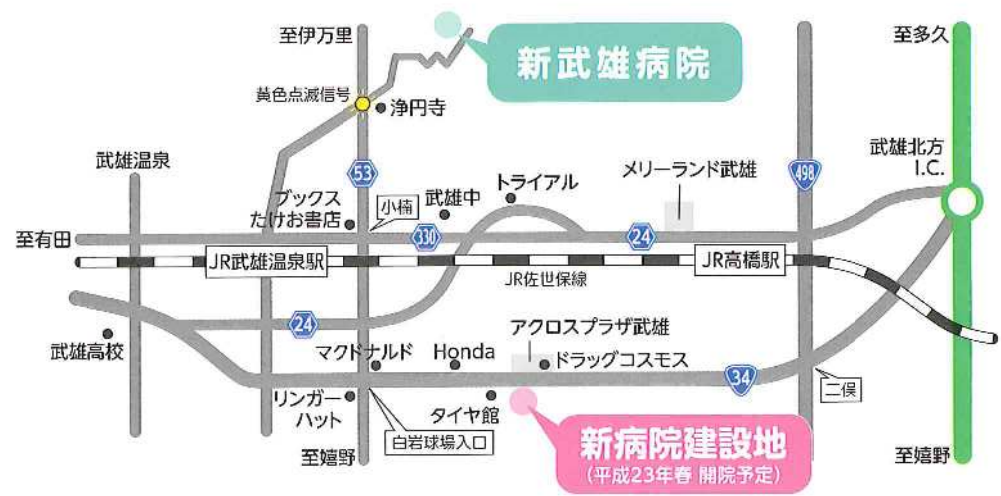 至伊万里
新武雄病院
至多久
黄色点滅信号
浄円寺
武雄北方
I.C.
武雄温泉
53
498
メリーランド武雄
トライアル
ブックス
たけお書店
小楠
武雄中
至有田
330
24
JR武雄温泉駅
JR高橋駅
JR佐世保線
24
アクロスプラザ武雄
武雄高校
マクドナルド
Honda
ドラッグコスモス
34
二俣
リンガー
ハット
タイヤ館
白岩球場入口
新病院建設地
(平成23年春 開院予定)
至嬉野
至嬉野